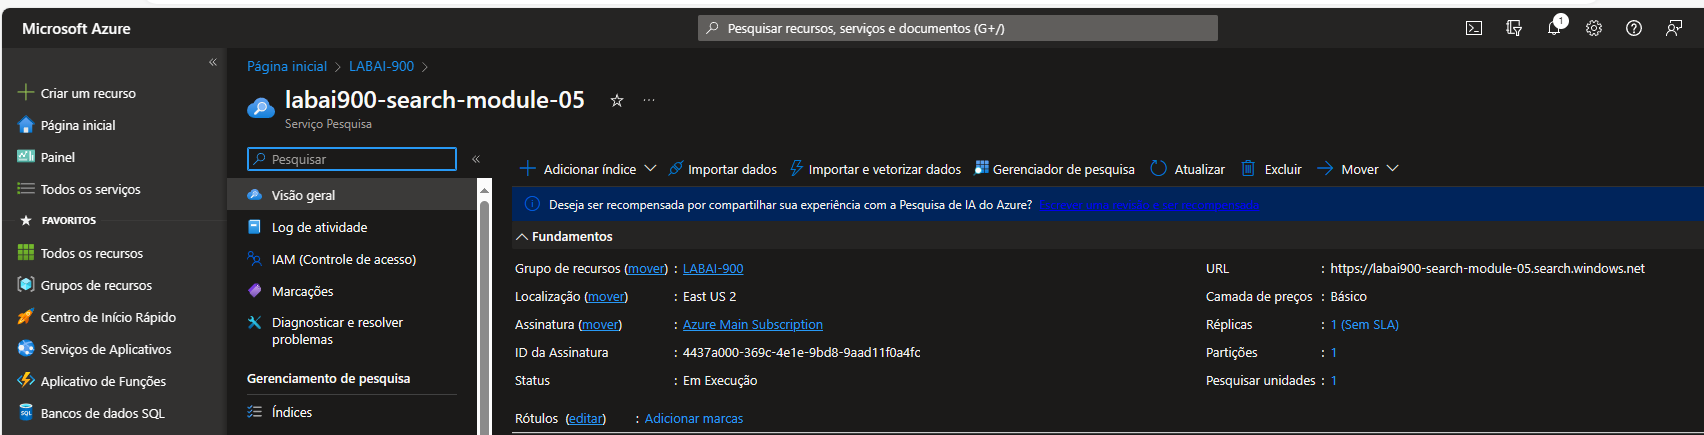 Microsoft Azure
Pesquisar recursos, serviços e documentos (G+/)
1
«
Criar um recurso
Página inicial
Painel
Todos os serviços
FAVORITOS
Todos os recursos
Grupos de recursos
Centro de Início Rápido
Serviços de Aplicativos
Aplicativo de Funções
Bancos de dados SQL
Página inicial > LABAI-900 >
labai900-search-module-05
Serviço Pesquisa
Pesquisar
«
Visão geral
Log de atividade
IAM (Controle de acesso)
Marcações
Diagnosticar e resolver
problemas
Gerenciamento de pesquisa
Índices
Adicionar índice Importar dados Importar e vetorizar dados Gerenciador de pesquisa Atualizar Excluir Mover
Deseja ser recompensada por compartilhar sua experiência com a Pesquisa de IA do Azure?
Fundamentos
Grupo de recursos (mover) : LABAI-900
Localização (mover) : East US 2
Assinatura (mover) : Azure Main Subscription
ID da Assinatura : 4437a000-369c-4e1e-9bd8-9aad11f0a4fc
Status : Em Execução
Rótulos (editar) : Adicionar marcas
URL : https://labai900-search-module-05.search.windows.net
Camada de preços : Básico
Réplicas : 1 (Sem SLA)
Partições : 1
Pesquisar unidades : 1